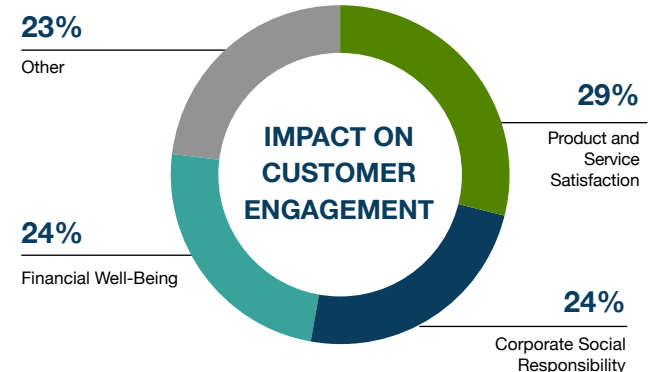 23%
Other
IMPACT ON
CUSTOMER
ENGAGEMENT
29%
Product and
Service
Satisfaction
24%
Financial Well-Being
24%
Corporate Social
Responsibility